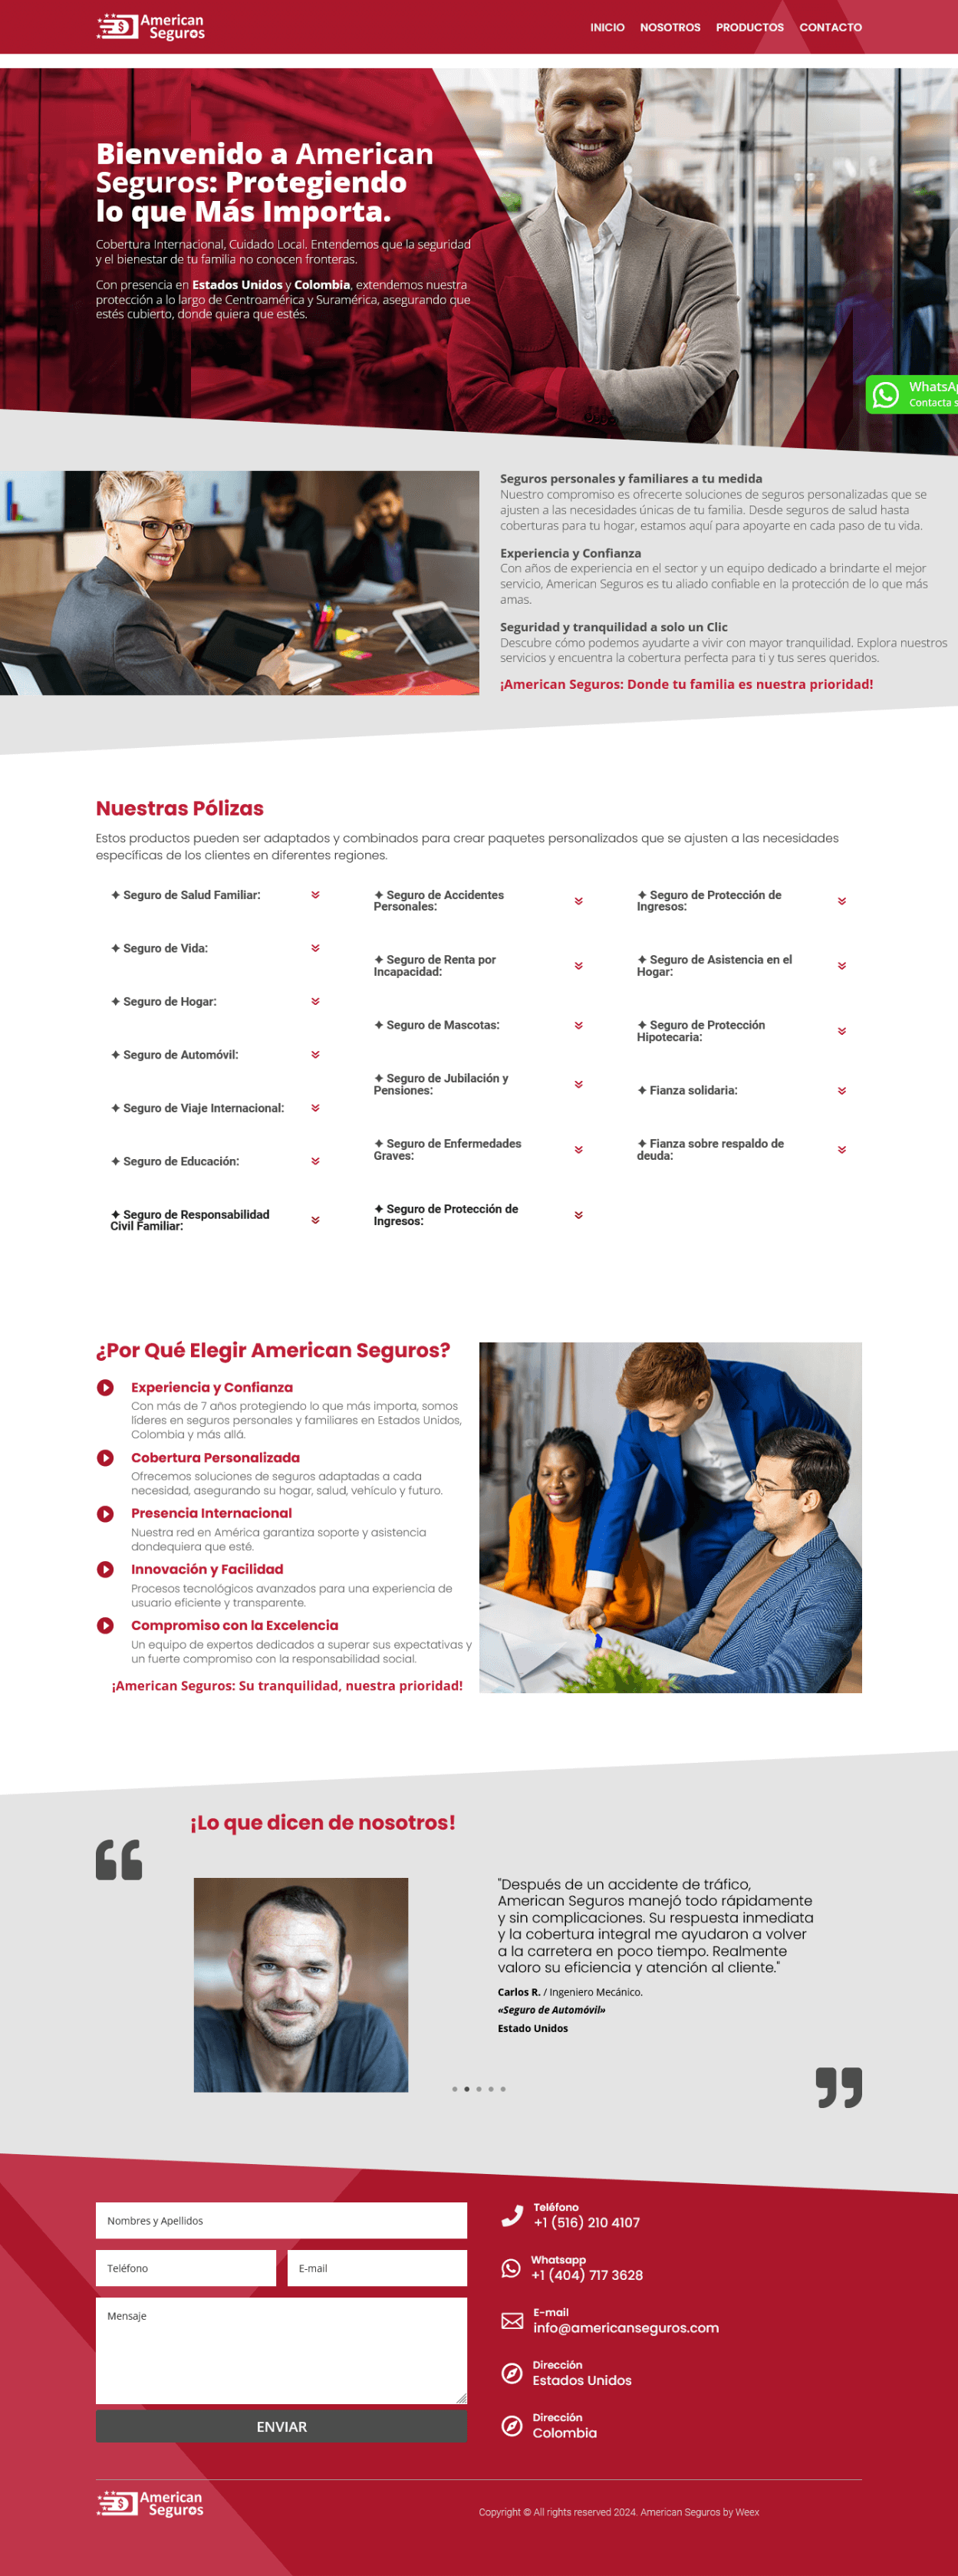 American
Seguros
INICIO NOSOTROS PRODUCTOS CONTACTO
Bienvenido a American
Seguros: Protegiendo
lo que Más Importa.
Cobertura Internacional, Cuidado Local. Entendemos que la seguridad
y el bienestar de tu familia no conocen fronteras.
Con presencia en Estados Unidos y Colombia, extendemos nuestra
protección a lo largo de Centroamérica y Suramérica, asegurando que
estés cubierto, donde quiera que estés.
WhatsAp
Contacta s
Seguros personales y familiares a tu medida
Nuestro compromiso es ofrecerte soluciones de seguros personalizadas que se
ajusten a las necesidades únicas de tu familia. Desde seguros de salud hasta
coberturas para tu hogar, estamos aquí para apoyarte en cada paso de tu vida.
Experiencia y Confianza
Con años de experiencia en el sector y un equipo dedicado a brindarte el mejor
servicio, American Seguros es tu aliado confiable en la protección de lo que más
amas.
Seguridad y tranquilidad a solo un Clic
Descubre cómo podemos ayudarte a vivir con mayor tranquilidad. Explora nuestros
servicios y encuentra la cobertura perfecta para ti y tus seres queridos.
¡American Seguros: Donde tu familia es nuestra prioridad!
Nuestras Pólizas
Estos productos pueden ser adaptados y combinados para crear paquetes personalizados que se ajusten a las necesidades
específicas de los clientes en diferentes regiones.
✦ Seguro de Salud Familiar:
✦ Seguro de Vida:
✦ Seguro de Hogar:
✦ Seguro de Automóvil:
✦ Seguro de Viaje Internacional:
✦ Seguro de Educación:
✦ Seguro de Responsabilidad
Civil Familiar:
✦ Seguro de Accidentes
Personales:
✦ Seguro de Renta por
Incapacidad:
✦ Seguro de Mascotas:
✦ Seguro de Jubilación y
Pensiones:
✦ Seguro de Enfermedades
Graves:
✦ Seguro de Protección de
Ingresos:
✦ Seguro de Protección de
Ingresos:
✦ Seguro de Asistencia en el
Hogar:
✦ Seguro de Protección
Hipotecaria:
✦ Fianza solidaria:
✦ Fianza sobre respaldo de
deuda:
¿Por Qué Elegir American Seguros?
Experiencia y Confianza
Con más de 7 años protegiendo lo que más importa, somos
líderes en seguros personales y familiares en Estados Unidos,
Colombia y más allá.
Cobertura Personalizada
Ofrecemos soluciones de seguros adaptadas a cada
necesidad, asegurando su hogar, salud, vehículo y futuro.
Presencia Internacional
Nuestra red en América garantiza soporte y asistencia
dondequiera que esté.
Innovación y Facilidad
Procesos tecnológicos avanzados para una experiencia de
usuario eficiente y transparente.
Compromiso con la Excelencia
Un equipo de expertos dedicados a superar sus expectativas y
un fuerte compromiso con la responsabilidad social.
¡American Seguros: Su tranquilidad, nuestra prioridad!
¡Lo que dicen de nosotros!
"Después de un accidente de tráfico,
American Seguros manejó todo rápidamente
y sin complicaciones. Su respuesta inmediata
y la cobertura integral me ayudaron a volver
a la carretera en poco tiempo. Realmente
valoro su eficiencia y atención al cliente."
Carlos R. / Ingeniero Mecánico.
«Seguro de Automóvil»
Estado Unidos
Nombres y Apellidos
Teléfono E-mail
Mensaje
ENVIAR
Teléfono
+1 (516) 210 4107
Whatsapp
+1 (404) 717 3628
E-mail
info@americanseguros.com
Dirección
Estados Unidos
Dirección
Colombia
American
Seguros
Copyright © All rights reserved 2024. American Seguros by Weex